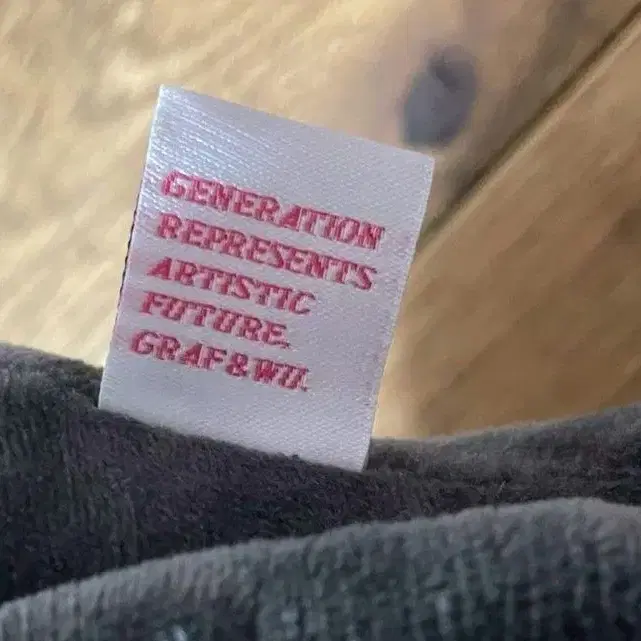 GENERATION
REPRESENTS
ARTISTIC
FUTURE.
GRAF&WU.